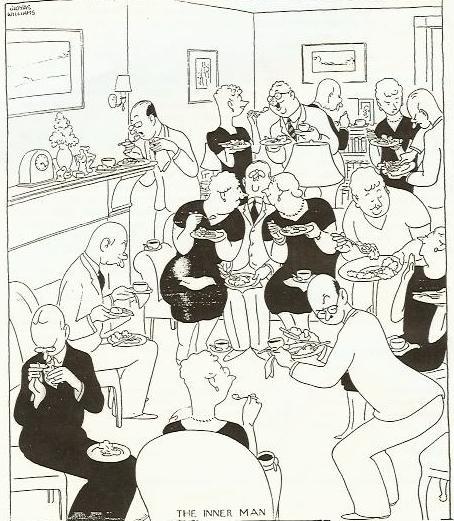 GLUYAS
WILLIAMS
THE INNER MAN